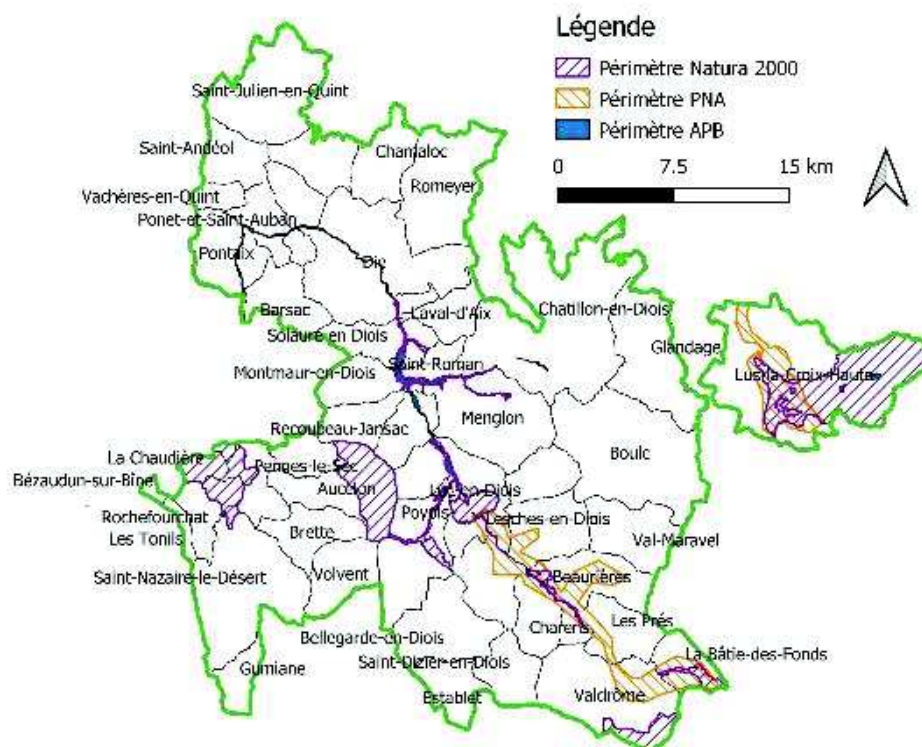 Légende
Périmètre Natura 2000
Périmètre PNA
Périmètre APB
0 7.5 15 km
Saint-Julien-en-Quint
Saint-Andéol
Chamaloc
Romeyer
Vachères-en-Quint
Ponet-et-Saint-Auban
Pontaix
Die
Barsac
Laval-d'Aix
Chatillon-en-Diois
Solaure en Diois
Glandage
Saint-Roman
Montmaur-en-Diois
Lus-la-Croix-Haute
Menglon
Recoubeau-Jansac
Boulc
La Chaudière
Pennes-le-Sec
Bézaudun-sur-Bîne
Aucelon
Luc-en-Diois
Poyols
Rochefourchat
Lesches-en-Diois
Les Tonils
Brette
Val-Maravel
Saint-Nazaire-le-Désert
Volvent
Beaurières
Les Prés
Charens
Bellegarde-en-Diois
La Bâtie-des-Fonds
Saint-Dizier-en-Diois
Gumiane
Establet
Valdrôme